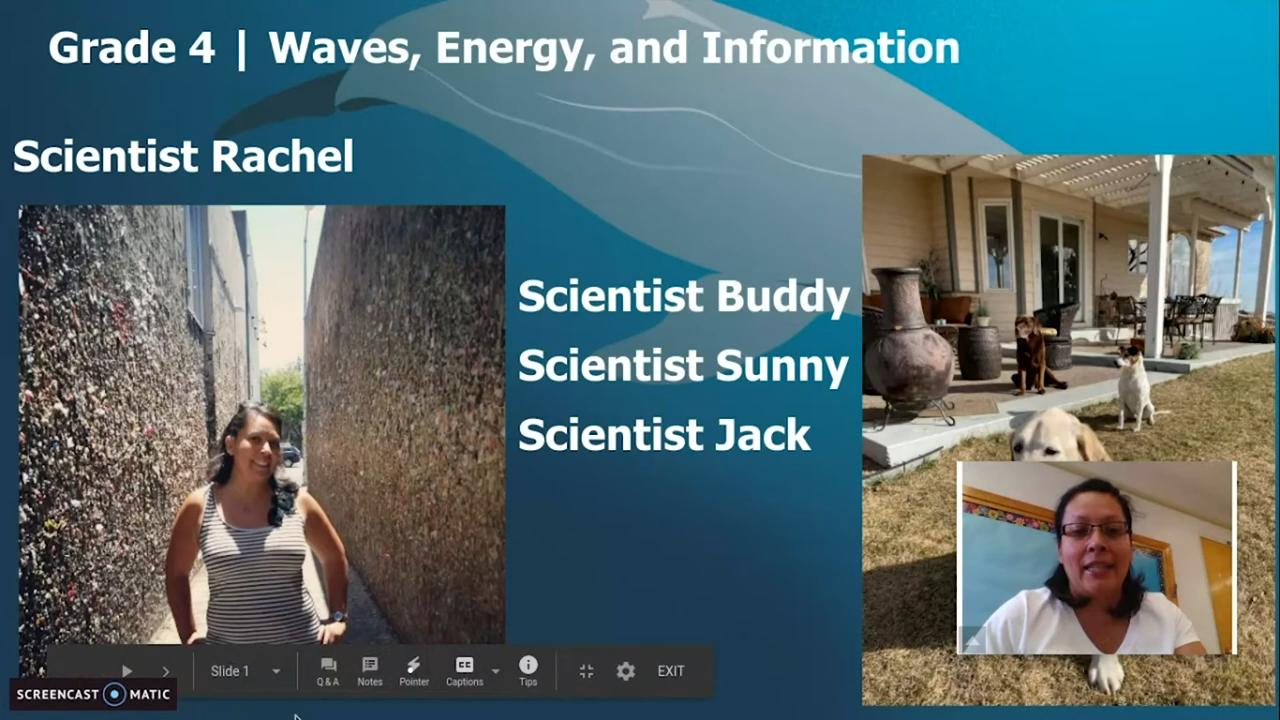 Grade 4 | Waves, Energy, and Information
Scientist Rachel
Scientist Buddy
Scientist Sunny
Scientist Jack
Slide 1
Q & A
Notes
Pointer
Captions
Tips
EXIT
CC
SCREENCAST MATIC